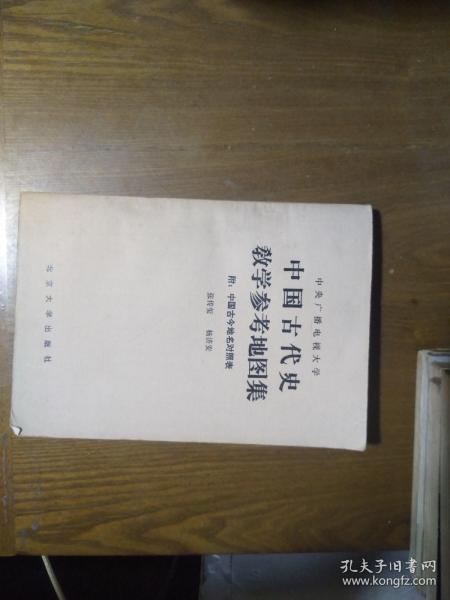 中央广播电视大学
中国古代史
教学参考地图集
附：中国古今地名对照表
张传玺 杨济安
北京大学出版社
孔夫子旧书网
www.kongfz.com